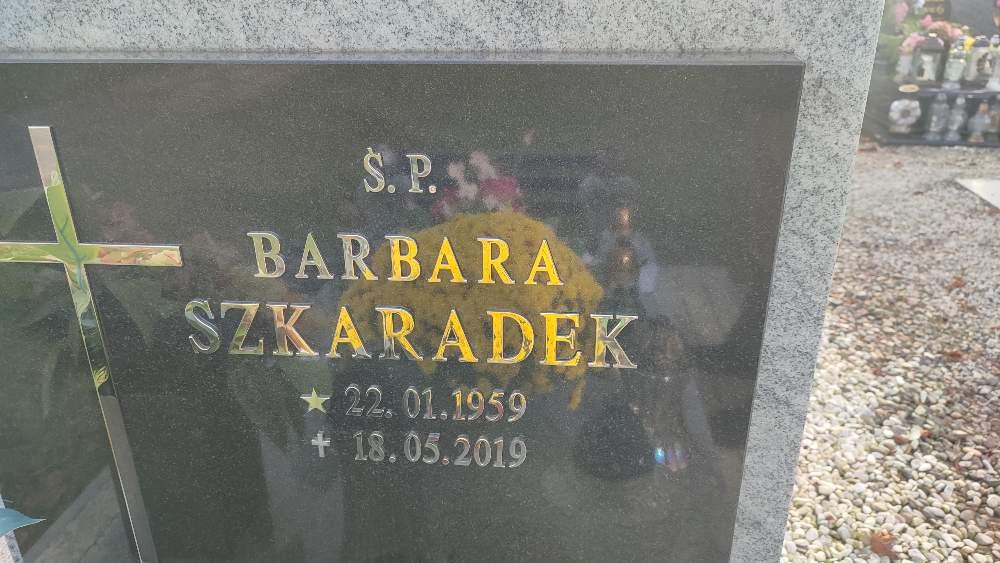 Ś. P.
BARBARA
SZKARADEK
22. 01. 1959
18. 05. 2019